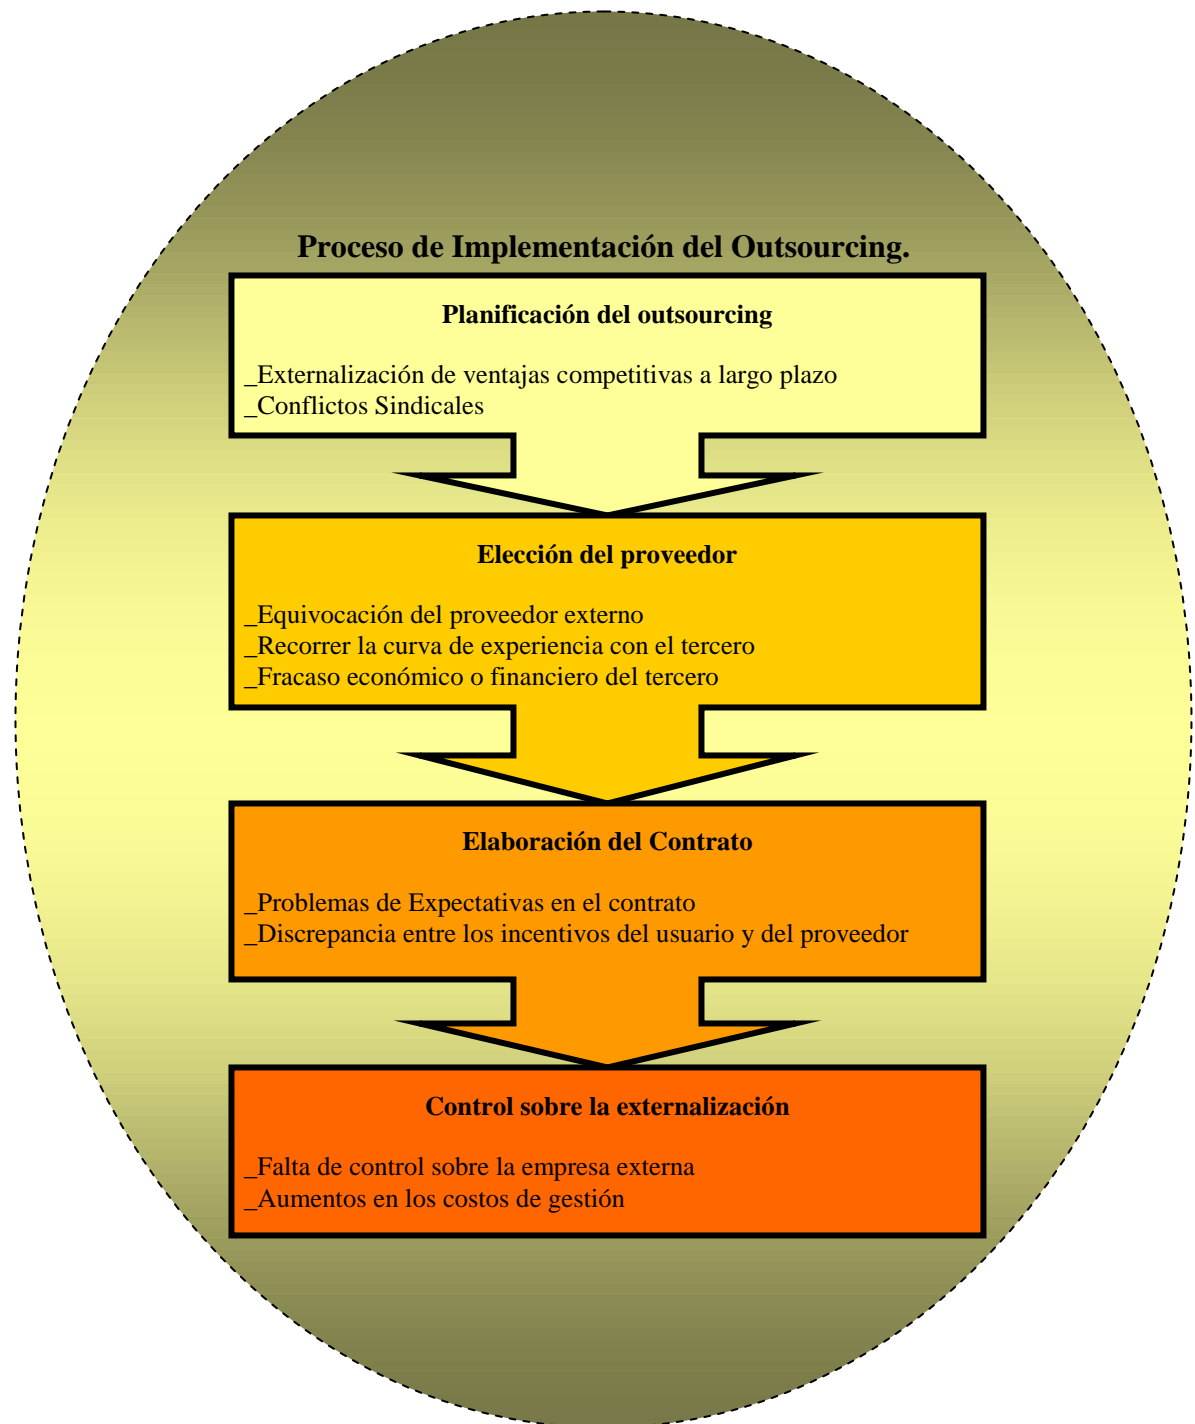 Proceso de Implementación del Outsourcing.
Planificación del outsourcing
_Externalización de ventajas competitivas a largo plazo
_Conflictos Sindicales
Elección del proveedor
_Equivocación del proveedor externo
_Recorrer la curva de experiencia con el tercero
_Fracaso económico o financiero del tercero
Elaboración del Contrato
_Problemas de Expectativas en el contrato
_Discrepancia entre los incentivos del usuario y del proveedor
Control sobre la externalización
_Falta de control sobre la empresa externa
_Aumentos en los costos de gestión